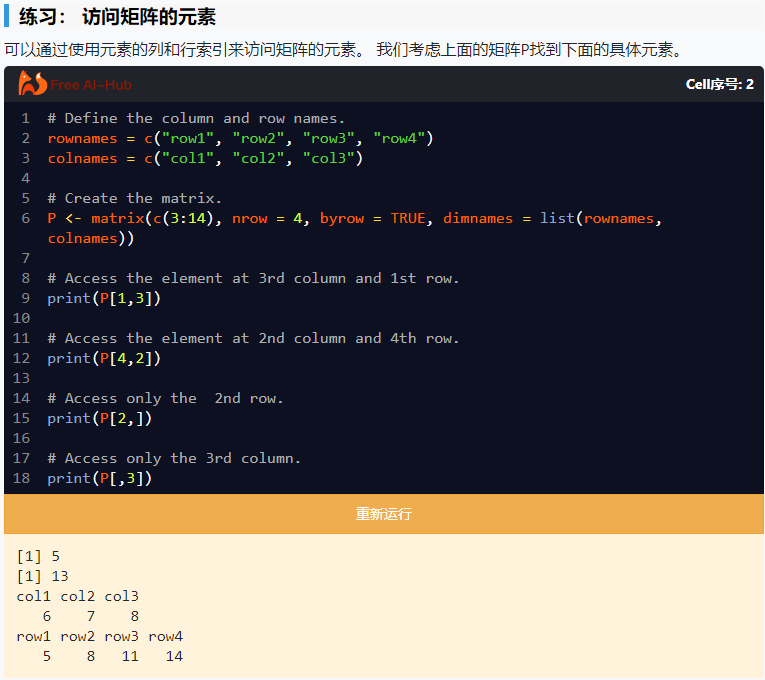 练习： 访问矩阵的元素
可以通过使用元素的列和行索引来访问矩阵的元素。 我们考虑上面的矩阵P找到下面的具体元素。
Free AI-Hub
Cell序号: 2
1 # Define the column and row names.
2 rownames = c("row1", "row2", "row3", "row4")
3 colnames = c("col1", "col2", "col3")
4
5 # Create the matrix.
6 P <- matrix(c(3:14), nrow = 4, byrow = TRUE, dimnames = list(rownames,
colnames))
7
8 # Access the element at 3rd column and 1st row.
9 print(P[1,3])
10
11 # Access the element at 2nd column and 4th row.
12 print(P[4,2])
13
14 # Access only the  2nd row.
15 print(P[2,])
16
17 # Access only the 3rd column.
18 print(P[,3])
重新运行
[1] 5
[1] 13
col1 col2 col3
   6    7    8
row1 row2 row3 row4
   5    8   11   14